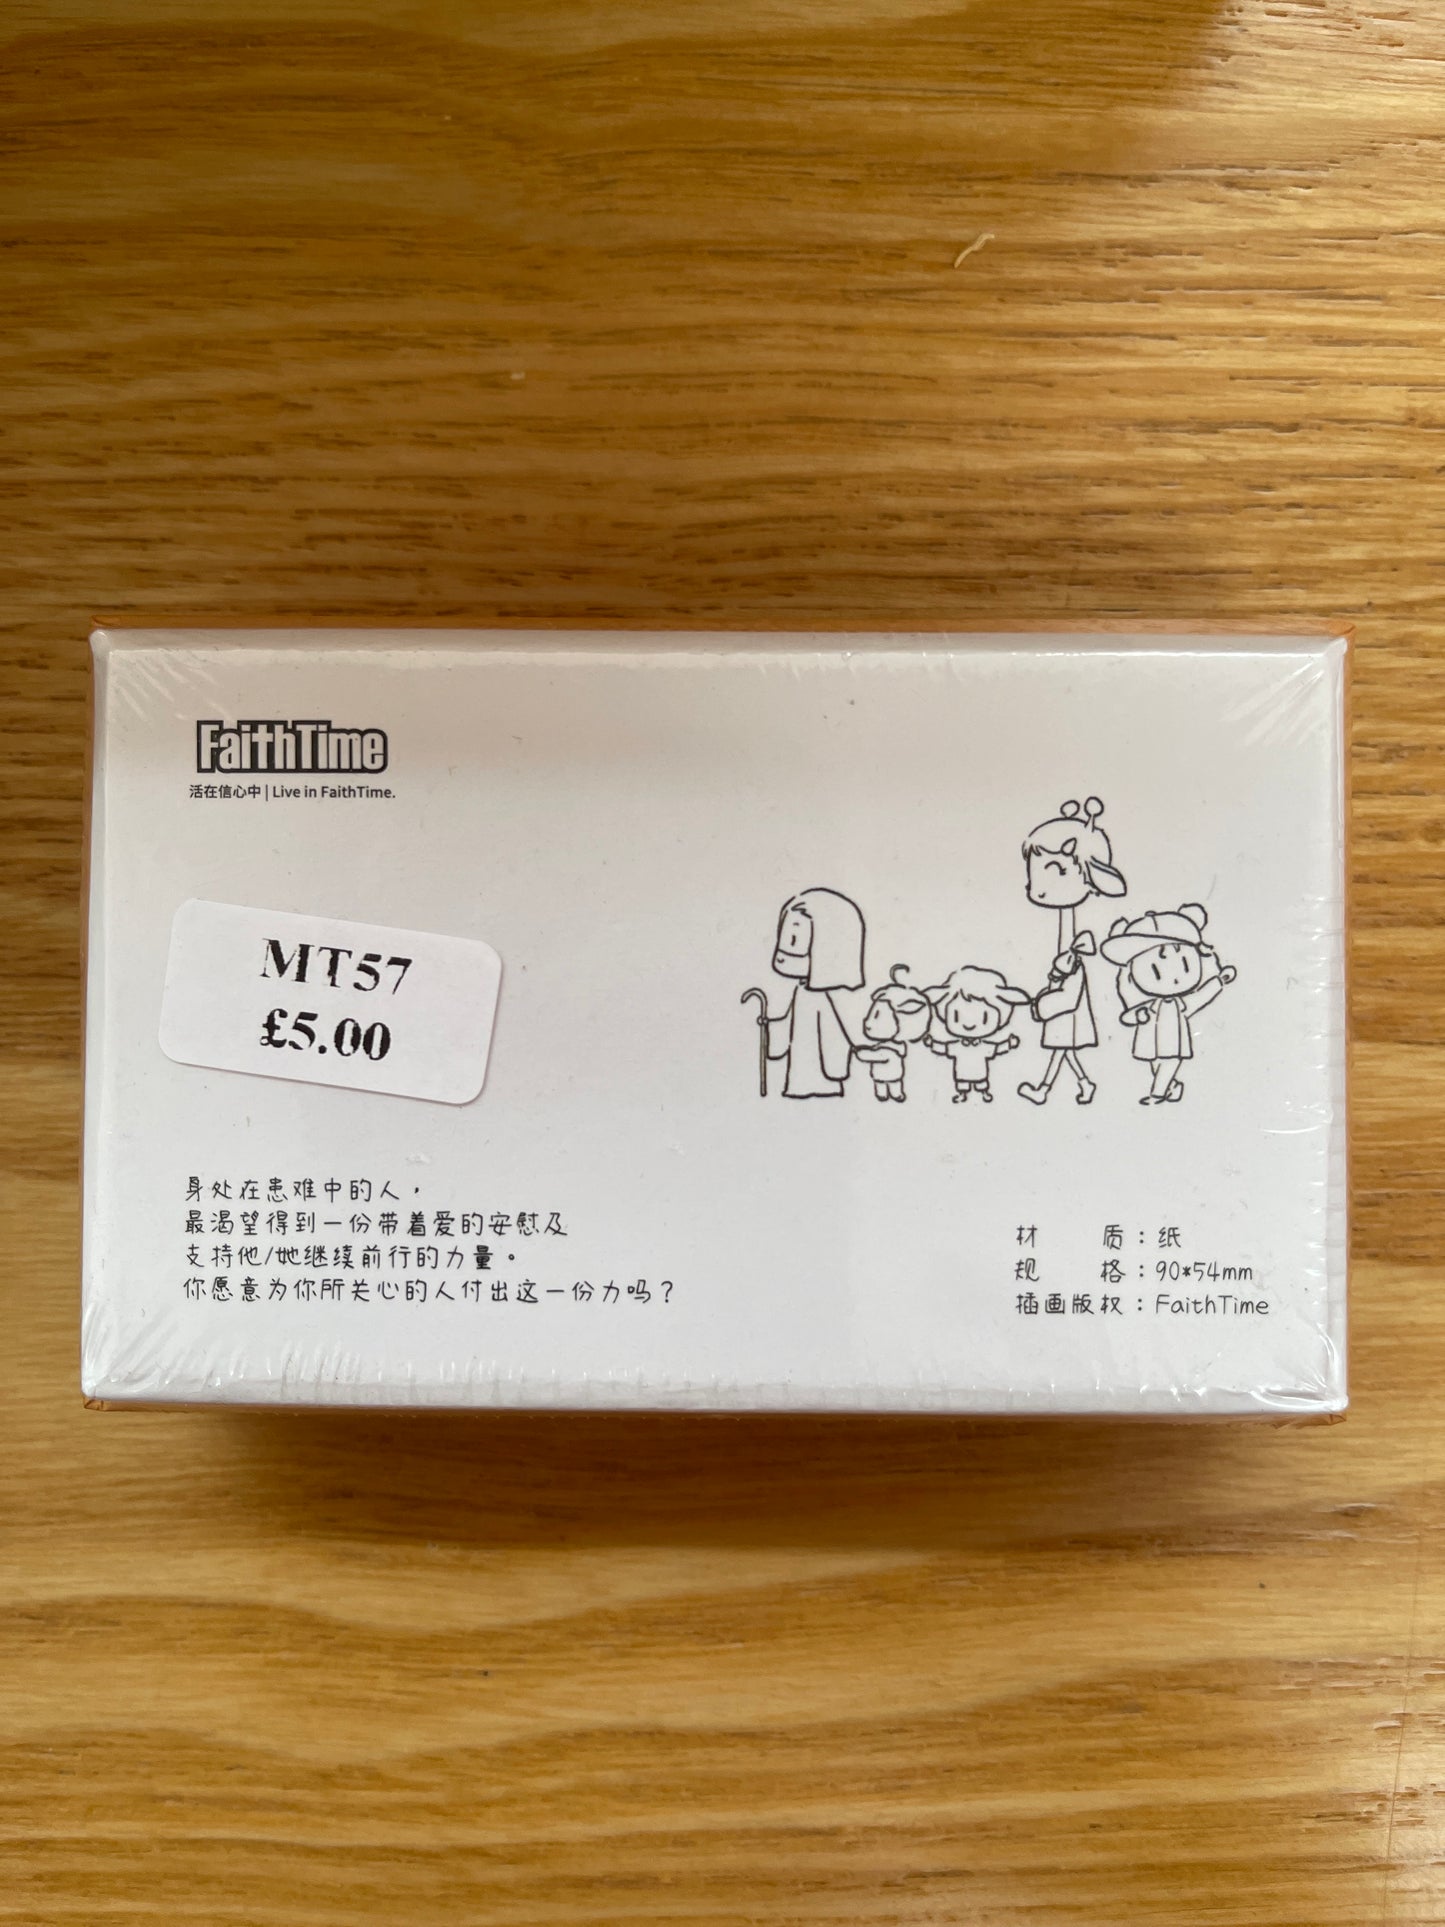 FaithTime
活在信心中 | Live in FaithTime.
MT57
£5.00
身处在患难中的人，
最渴望得到一份带着爱的安慰及
支持他/她继续前行的力量。
你愿意为你所关心的人付出这一份力吗？
材 质：纸
规 格：90*54mm
插画版权：FaithTime